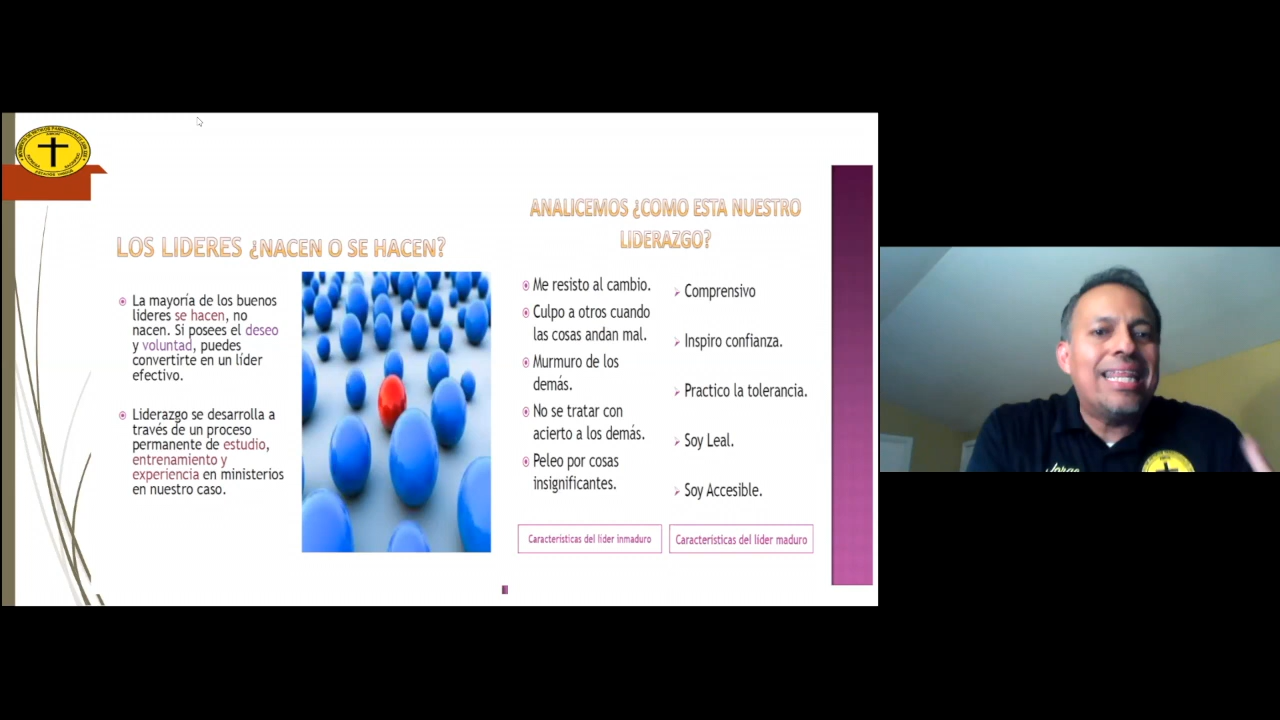 LOS LIDERES ¿NACEN O SE HACEN?
La mayoría de los buenos
líderes se hacen, no
nacen. Si posees el deseo
y voluntad, puedes
convertirte en un líder
efectivo.
Liderazgo se desarrolla a
través de un proceso
permanente de estudio,
entrenamiento y
experiencia en ministerios
en nuestro caso.
ANALICEMOS ¿COMO ESTA NUESTRO
LIDERAZGO?
Me resisto al cambio.
Culpo a otros cuando
las cosas andan mal.
Murmuro de los
demás.
No se tratar con
acierto a los demás.
Peleo por cosas
insignificantes.
Características del líder inmaduro
Comprensivo
Inspiro confianza.
Practico la tolerancia.
Soy Leal.
Soy Accesible.
Características del líder maduro
Jorge